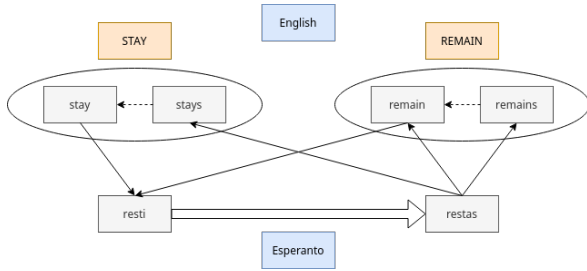 English
STAY
REMAIN
stay
stays
remain
remains
resti
restas
Esperanto